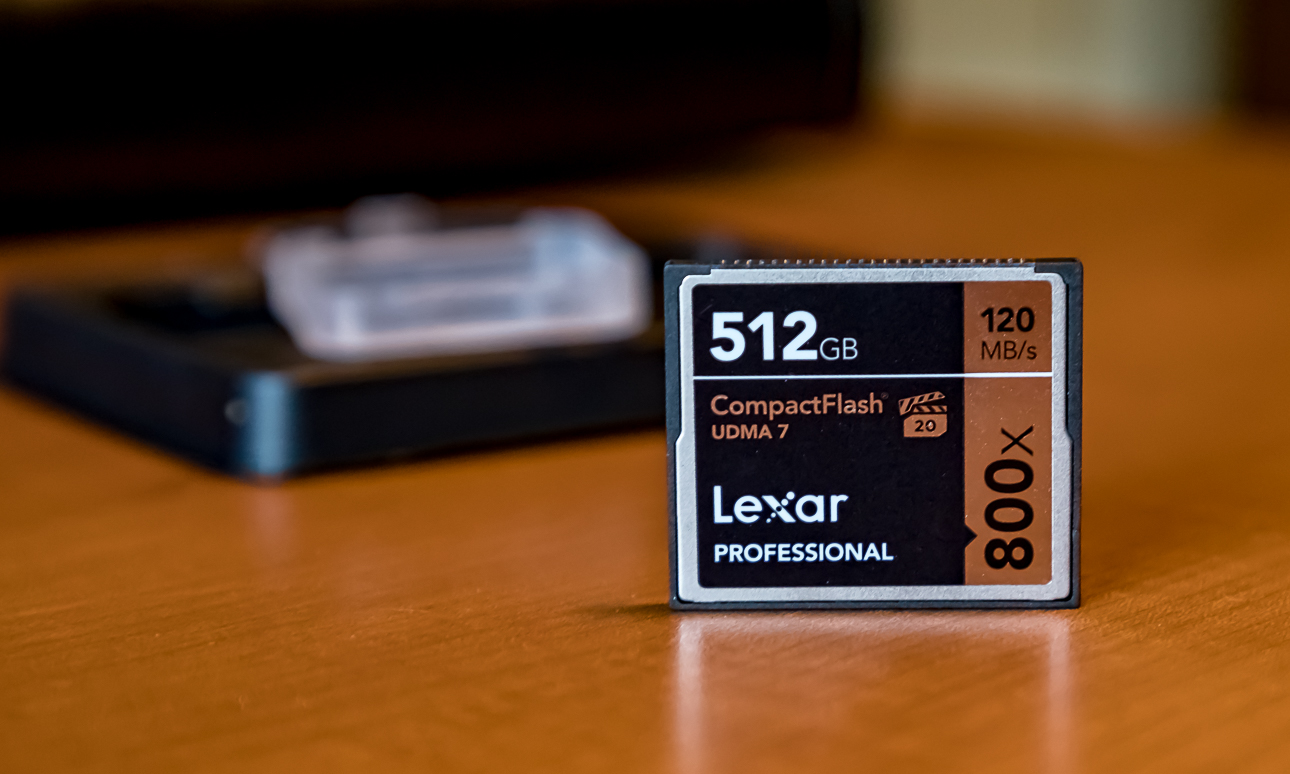 512GB
120
MB/s
CompactFlash®
UDMA 7
20
800x
Lexar
PROFESSIONAL